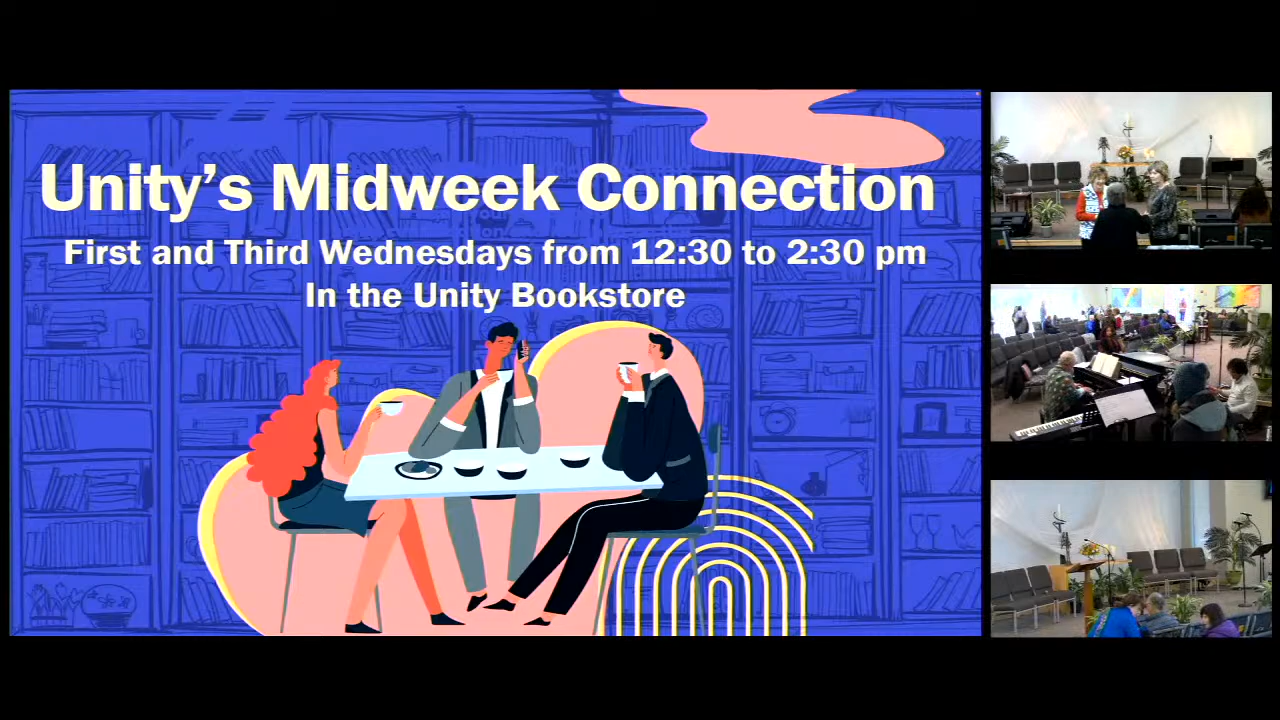 Unity’s Midweek Connection
First and Third Wednesdays from 12:30 to 2:30 pm
In the Unity Bookstore